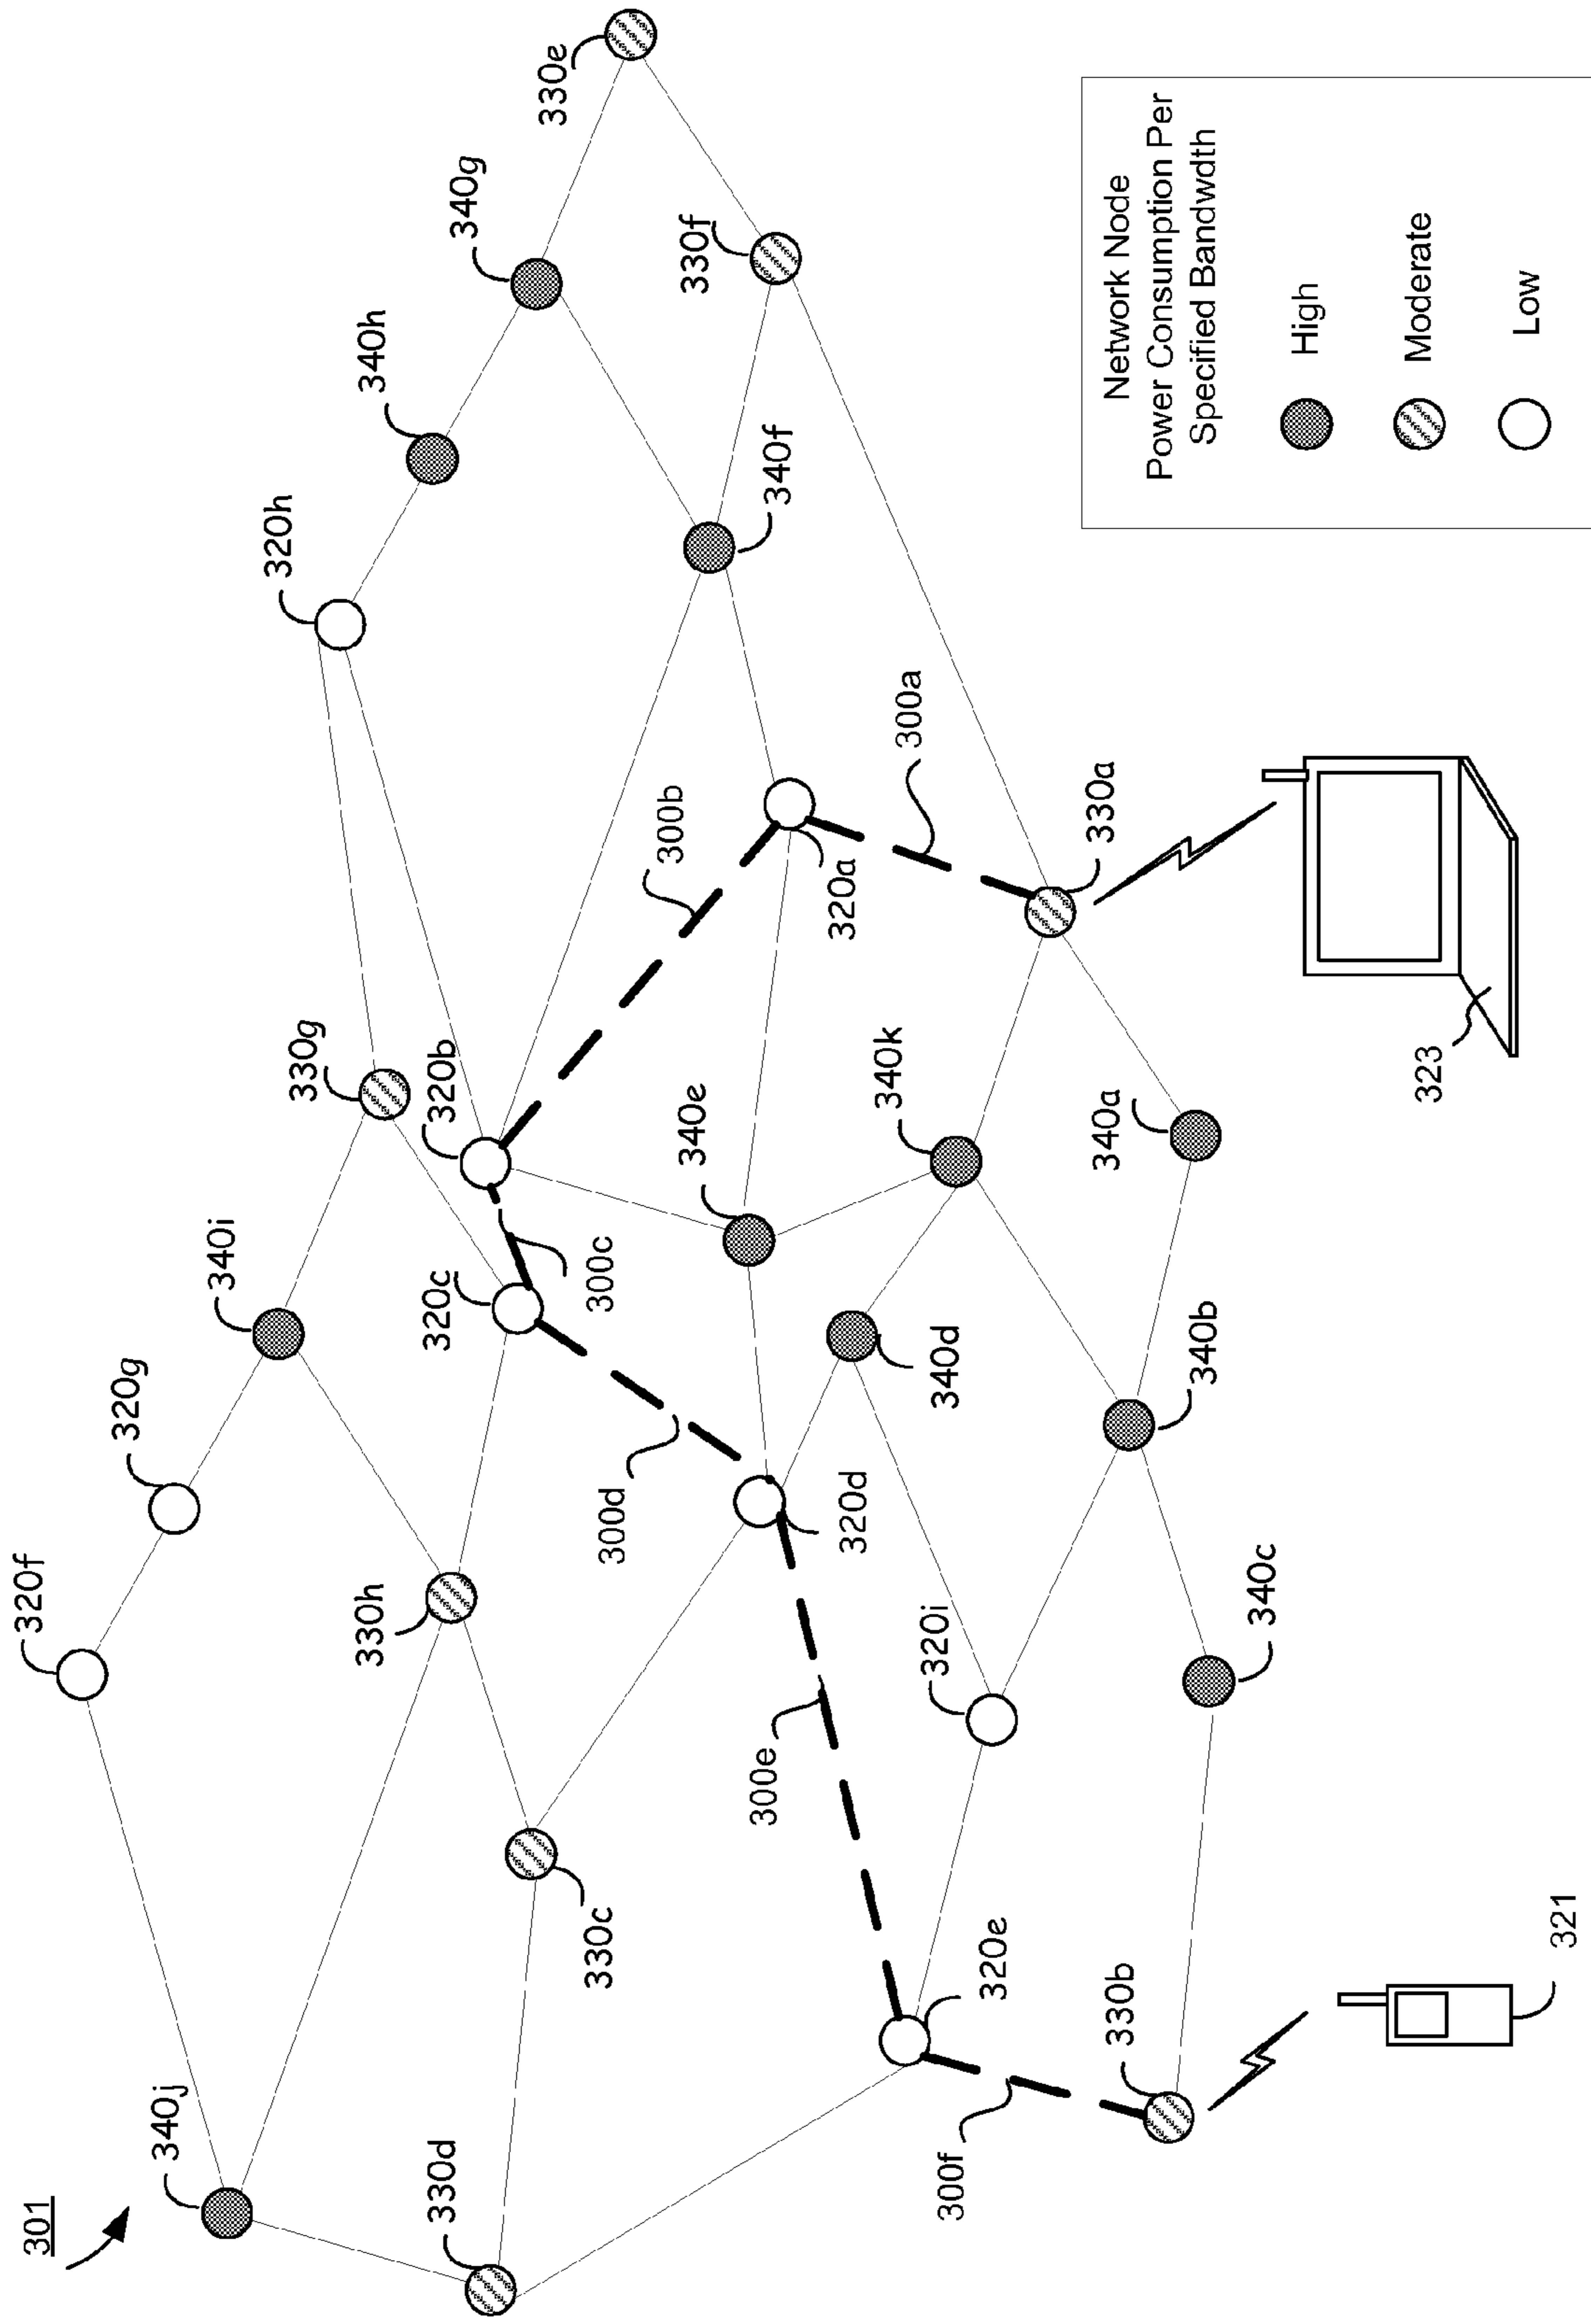 301
340j
320f
320g
340i
330g
320h
340h
340g
330e
330d
330h
320c
320b
330f
330c
300d
300c
340e
300b
340f
300e
320d
320a
300a
320e
320i
340d
340k
300f
330b
340c
340b
340a
330a
321
323
Network Node
Power Consumption Per
Specified Bandwdth
High
Moderate
Low